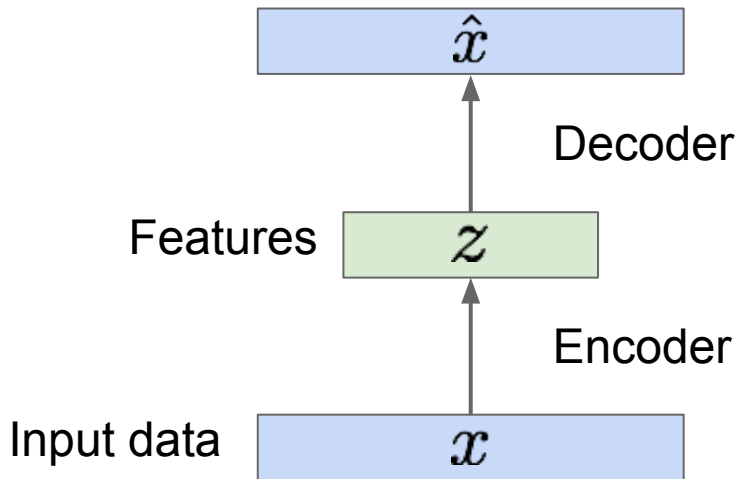 x̂
Decoder
Features
z
Encoder
Input data
x